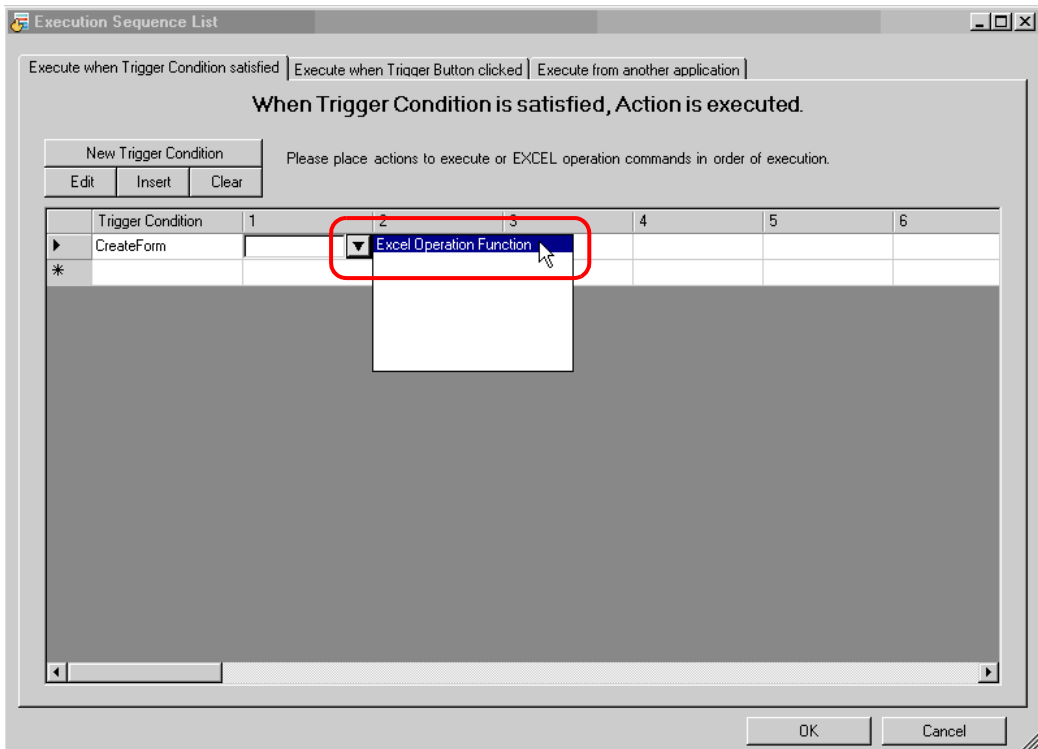 Execution Sequence List
Execute when Trigger Condition satisfied Execute when Trigger Button clicked Execute from another application
When Trigger Condition is satisfied, Action is executed.
New Trigger Condition
Please place actions to execute or EXCEL operation commands in order of execution.
Edit Insert Clear
Trigger Condition 1 2 3 4 5 6
CreateForm Excel Operation Function
OK Cancel